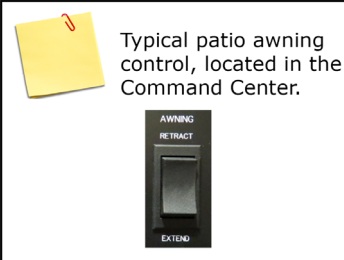 Typical patio awning
control, located in the
Command Center.
AWNING
RETRACT
EXTEND